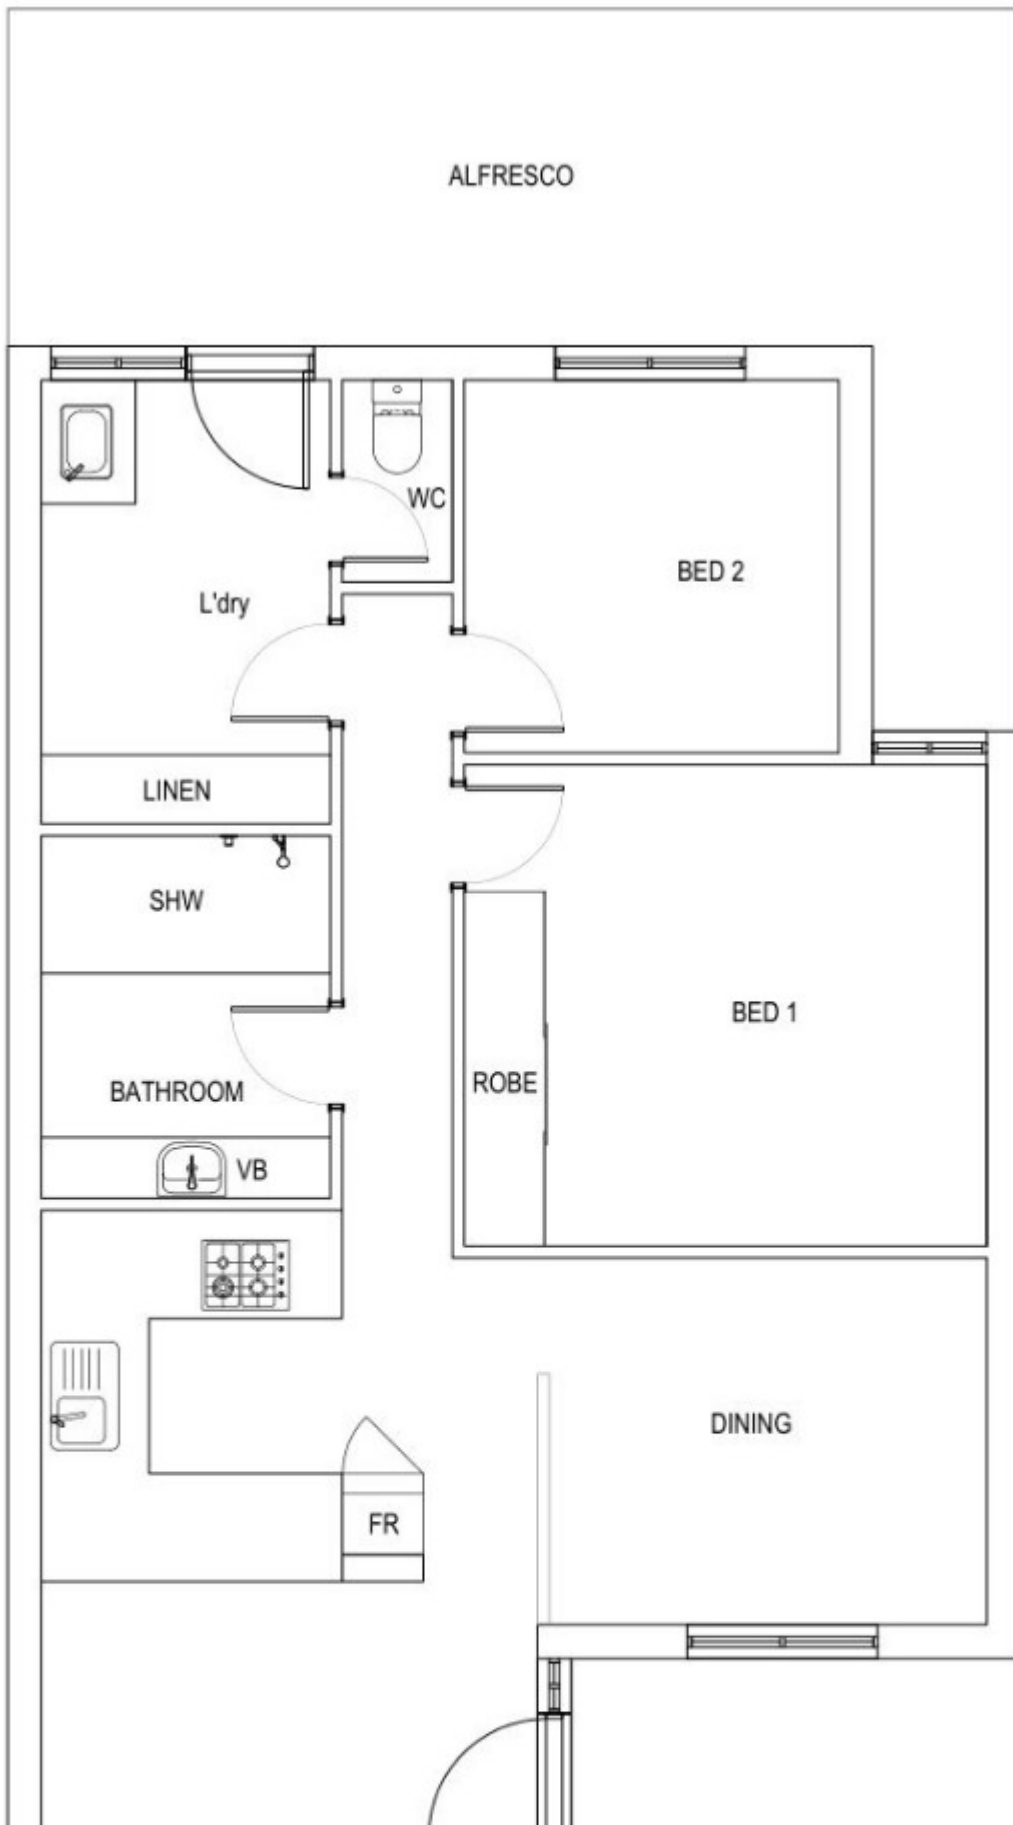 ALFRESCO
WC
BED 2
L'dry
LINEN
SHW
BED 1
ROBE
BATHROOM
VB
DINING
FR